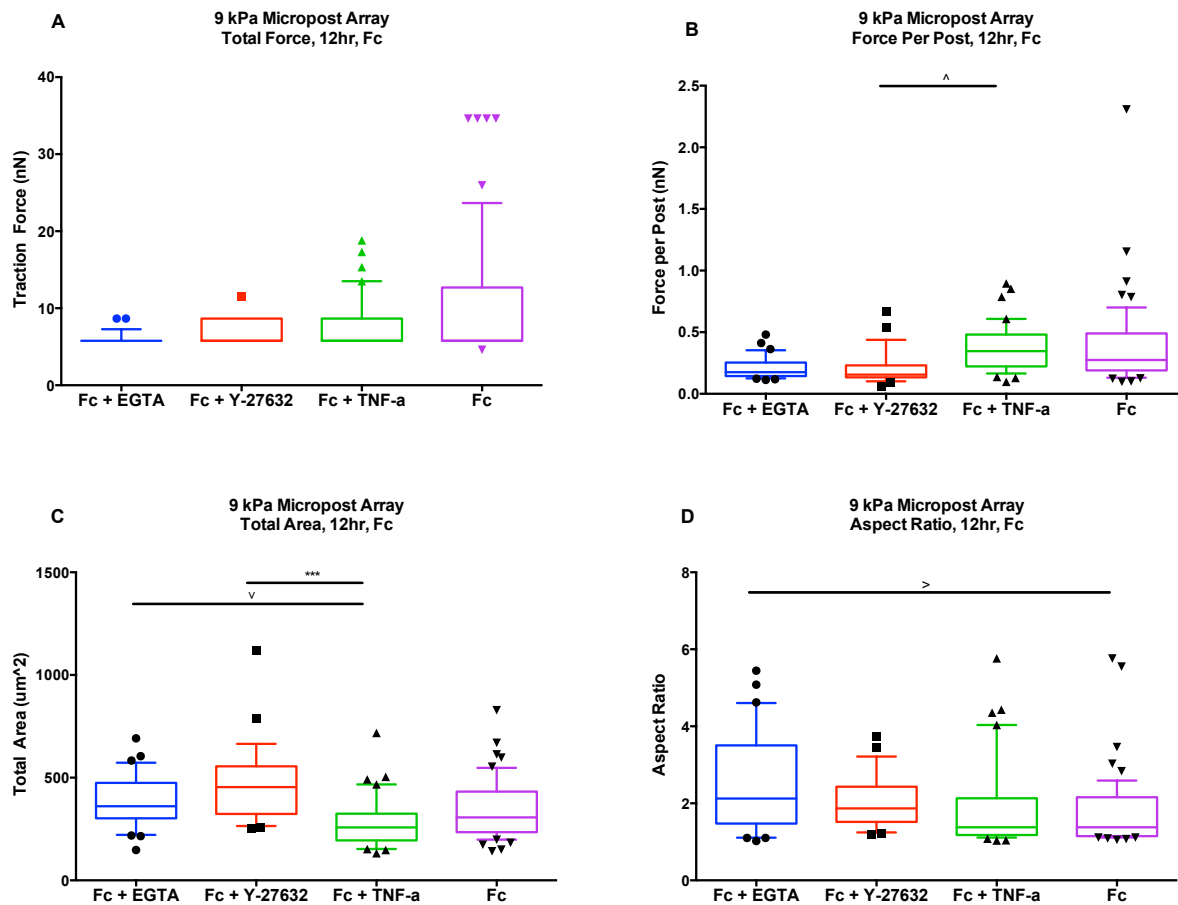 A
9 kPa Micropost Array
Total Force, 12hr, Fc
Traction Force (nN)
40
30
20
10
0
Fc + EGTA Fc + Y-27632 Fc + TNF-a Fc
B
9 kPa Micropost Array
Force Per Post, 12hr, Fc
^
Force per Post (nN)
2.5
2.0
1.5
1.0
0.5
0.0
Fc + EGTA Fc + Y-27632 Fc + TNF-a Fc
C
9 kPa Micropost Array
Total Area, 12hr, Fc
***
v
Total Area (um^2)
1500
1000
500
0
Fc + EGTA Fc + Y-27632 Fc + TNF-a Fc
D
9 kPa Micropost Array
Aspect Ratio, 12hr, Fc
>
Aspect Ratio
8
6
4
2
0
Fc + EGTA Fc + Y-27632 Fc + TNF-a Fc